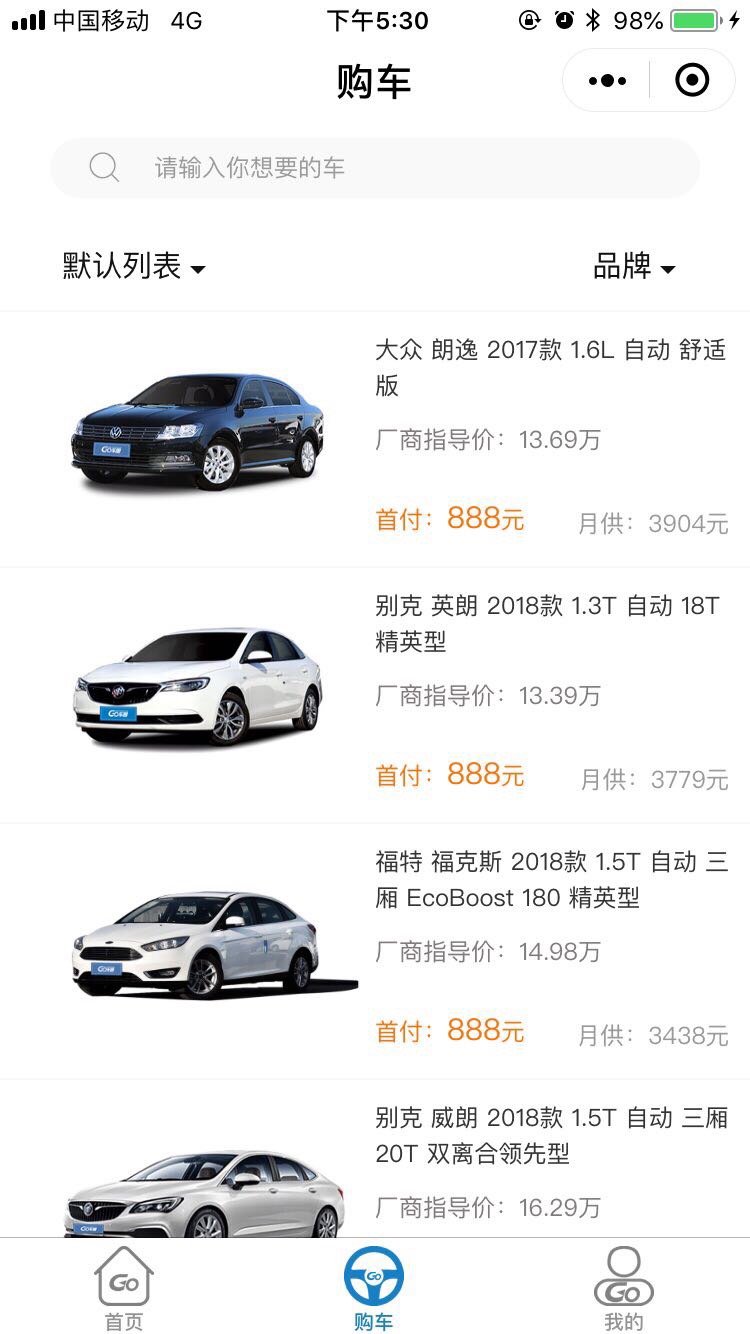 中国移动 4G 下午5:30 98%
购车
请输入你想要的车
默认列表 品牌
大众 朗逸 2017款 1.6L 自动 舒适
版
厂商指导价：13.69万
首付：888元 月供：3904元
别克 英朗 2018款 1.3T 自动 18T
精英型
厂商指导价：13.39万
首付：888元 月供：3779元
福特 福克斯 2018款 1.5T 自动 三
厢 EcoBoost 180 精英型
厂商指导价：14.98万
首付：888元 月供：3438元
别克 威朗 2018款 1.5T 自动 三厢
20T 双离合领先型
厂商指导价：16.29万
Go Go Go
首页 购车 我的